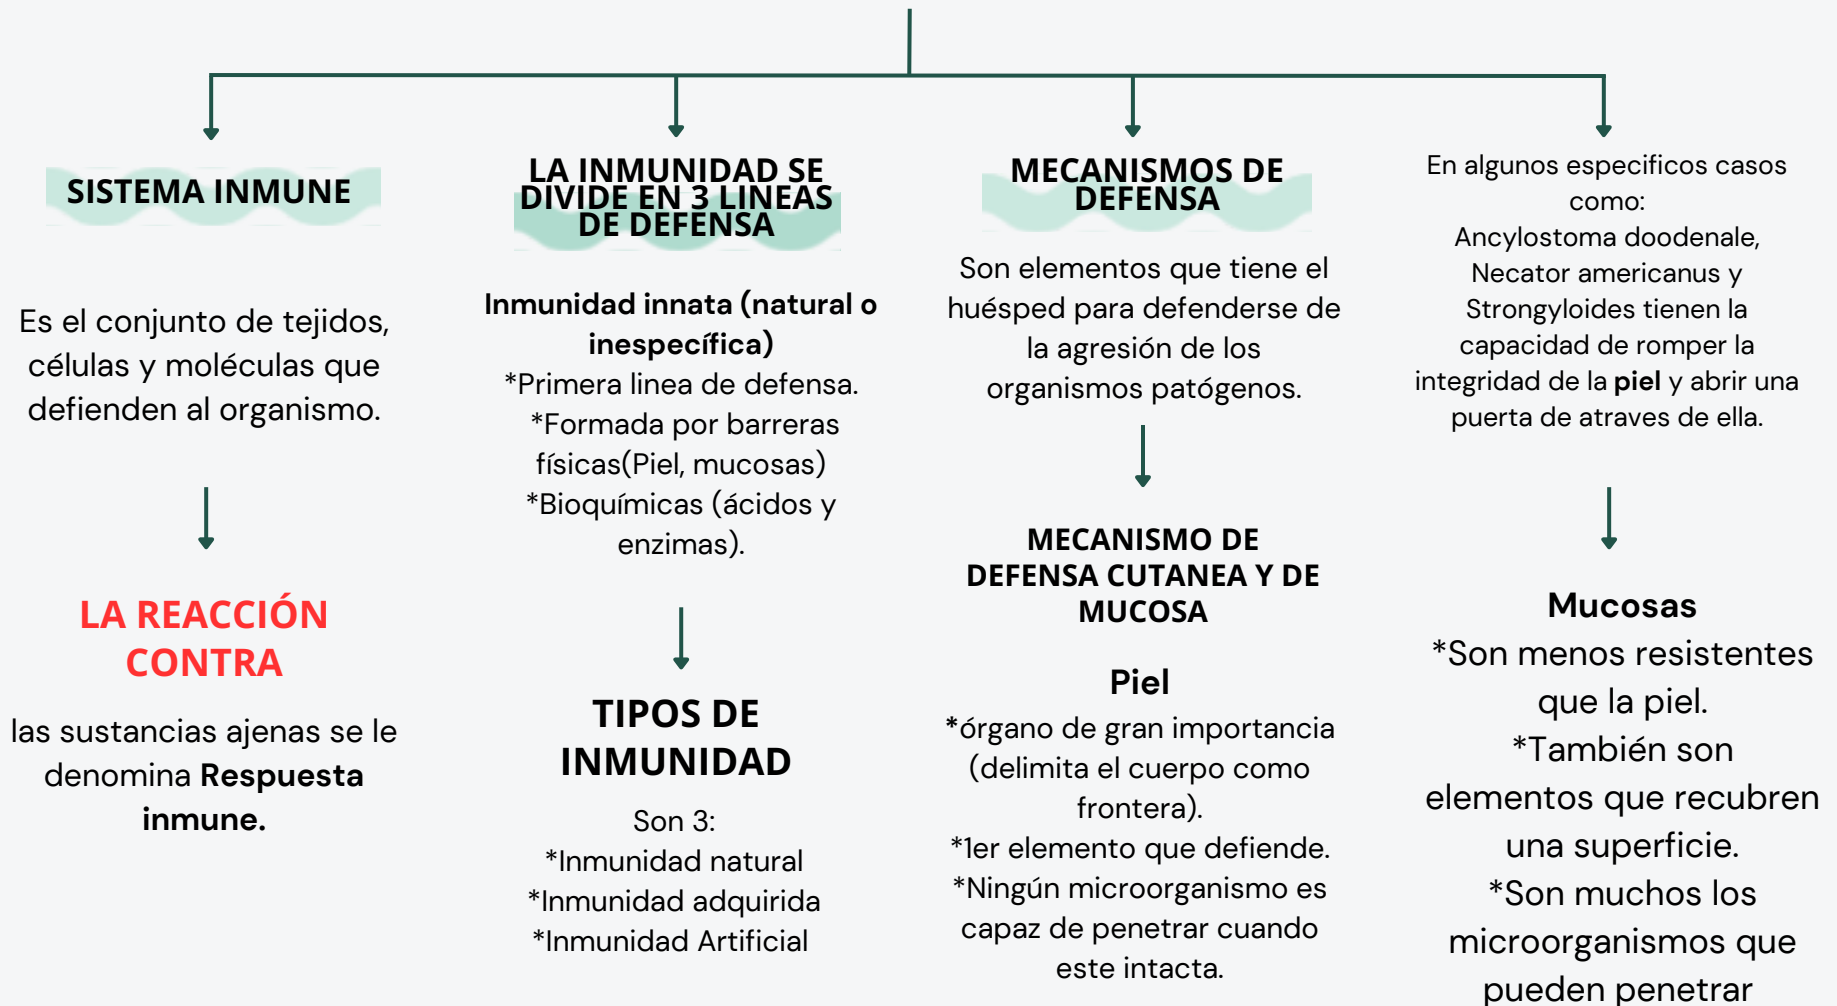 SISTEMA INMUNE
Es el conjunto de tejidos,
células y moléculas que
defienden al organismo.
LA REACCIÓN
CONTRA
las sustancias ajenas se le
denomina Respuesta
inmune.
LA INMUNIDAD SE
DIVIDE EN 3 LINEAS
DE DEFENSA
Inmunidad innata (natural o
inespecífica)
*Primera linea de defensa.
*Formada por barreras
físicas(Piel, mucosas)
*Bioquímicas (ácidos y
enzimas).
TIPOS DE
INMUNIDAD
Son 3:
*Inmunidad natural
*Inmunidad adquirida
*Inmunidad Artificial
MECANISMOS DE
DEFENSA
Son elementos que tiene el
huésped para defenderse de
la agresión de los
organismos patógenos.
MECANISMO DE
DEFENSA CUTANEA Y DE
MUCOSA
Piel
*órgano de gran importancia
(delimita el cuerpo como
frontera).
*1er elemento que defiende.
*Ningún microorganismo es
capaz de penetrar cuando
este intacta.
En algunos especificos casos
como:
Ancylostoma doodenale,
Necator americanus y
Strongyloides tienen la
capacidad de romper la
integridad de la piel y abrir una
puerta de atraves de ella.
Mucosas
*Son menos resistentes
que la piel.
*También son
elementos que recubren
una superficie.
*Son muchos los
microorganismos que
pueden penetrar